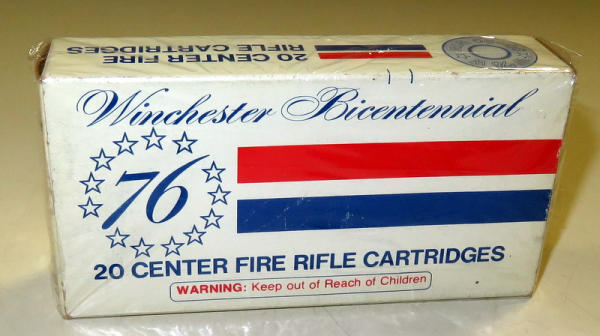 20 CENTER FIRE
RIFLE CARTRIDGES
Winchester Bicentennial
76
20 CENTER FIRE RIFLE CARTRIDGES
WARNING: Keep out of Reach of Children